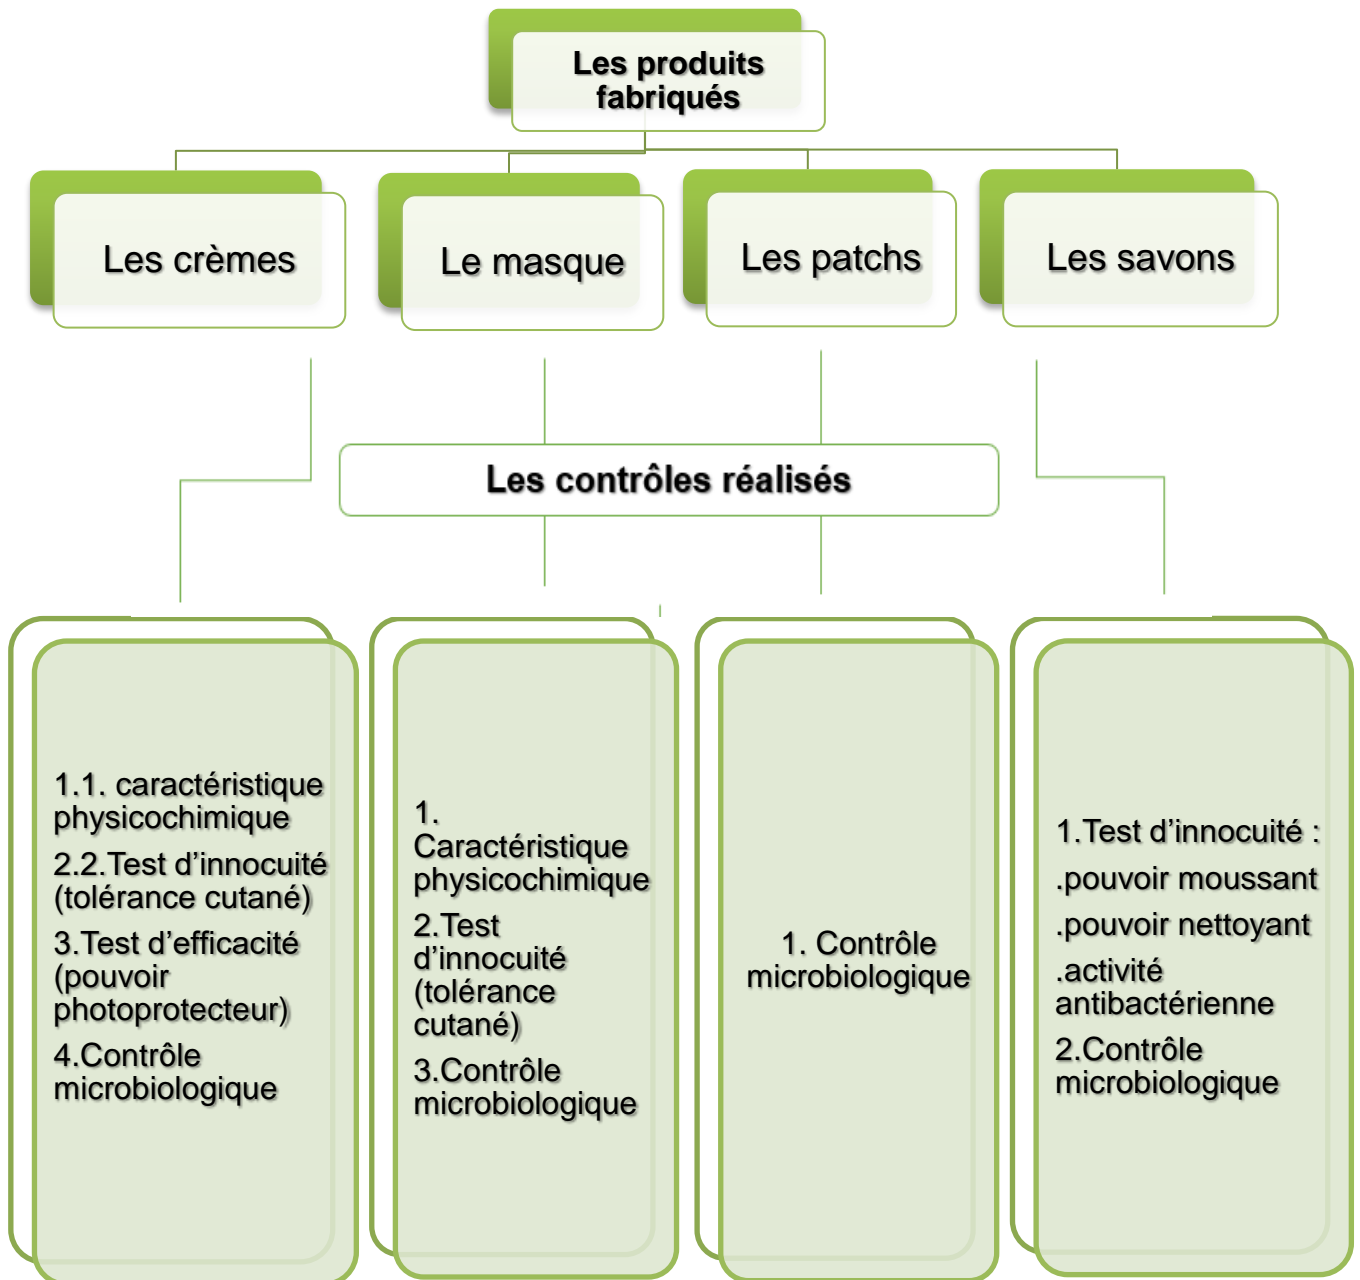 Les produits
fabriqués
Les crèmes
Le masque
Les patchs
Les savons
Les contrôles réalisés
1.1. caractéristique
physicochimique
2.2.Test d’innocuité
(tolérance cutané)
3.Test d’efficacité
(pouvoir
photoprotecteur)
4.Contrôle
microbiologique
1.
Caractéristique
physicochimique
2.Test
d’innocuité
(tolérance
cutané)
3.Contrôle
microbiologique
1. Contrôle
microbiologique
1.Test d’innocuité :
.pouvoir moussant
.pouvoir nettoyant
.activité
antibactérienne
2.Contrôle
microbiologique